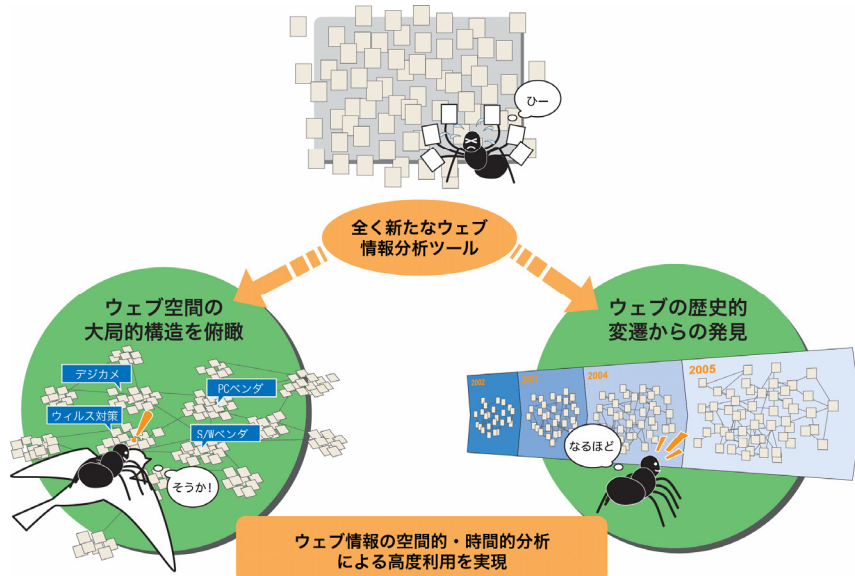 ひー
全く新たなウェブ
情報分析ツール
ウェブ空間の
大局的構造を俯瞰
デジカメ
PCベンダ
ウィルス対策
S/Wベンダ
そうか!
ウェブの歴史的
変遷からの発見
2002
2003
2004
2005
なるほど
ウェブ情報の空間的・時間的分析
による高度利用を実現